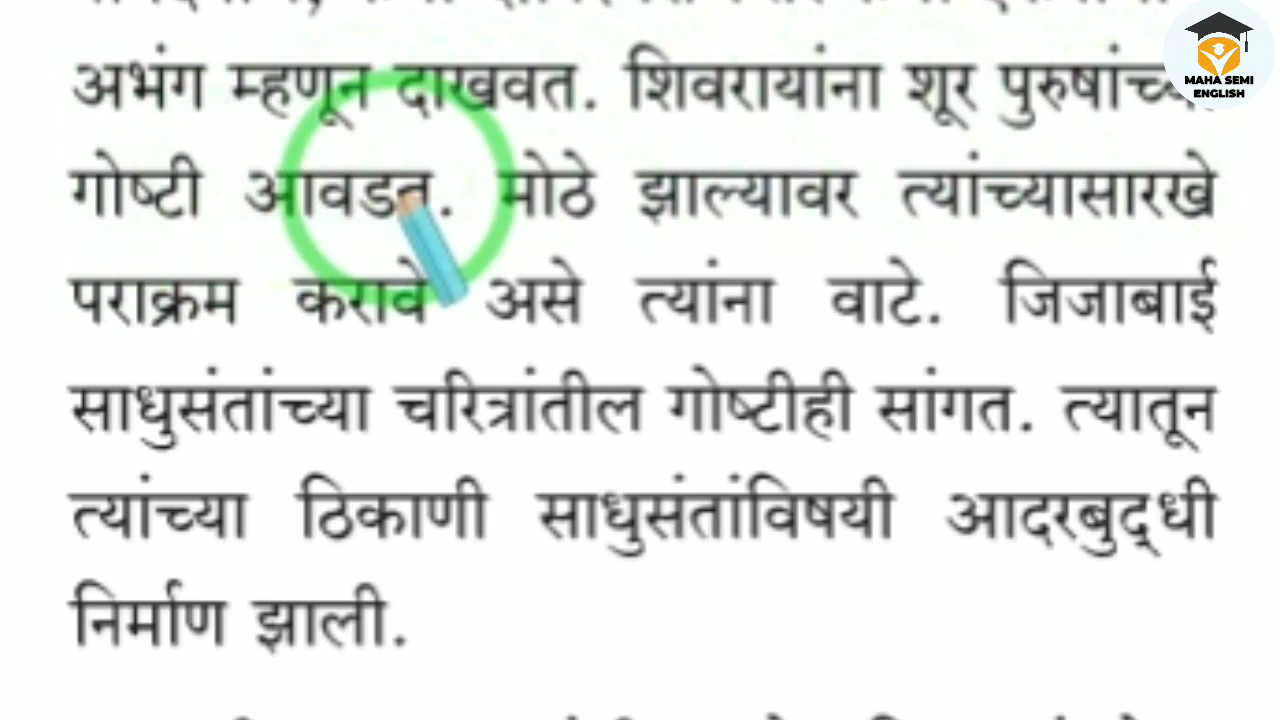 अभंग म्हणून दाखवत. शिवरायांना शूर पुरुषांच्या
गोष्टी आवडत. मोठे झाल्यावर त्यांच्यासारखे
पराक्रम करावे असे त्यांना वाटे. जिजाबाई
साधुसंतांच्या चरित्रांतील गोष्टीही सांगत. त्यातून
त्यांच्या ठिकाणी साधुसंतांविषयी आदरबुद्धी
निर्माण झाली.
MAHA SEMI
ENGLISH